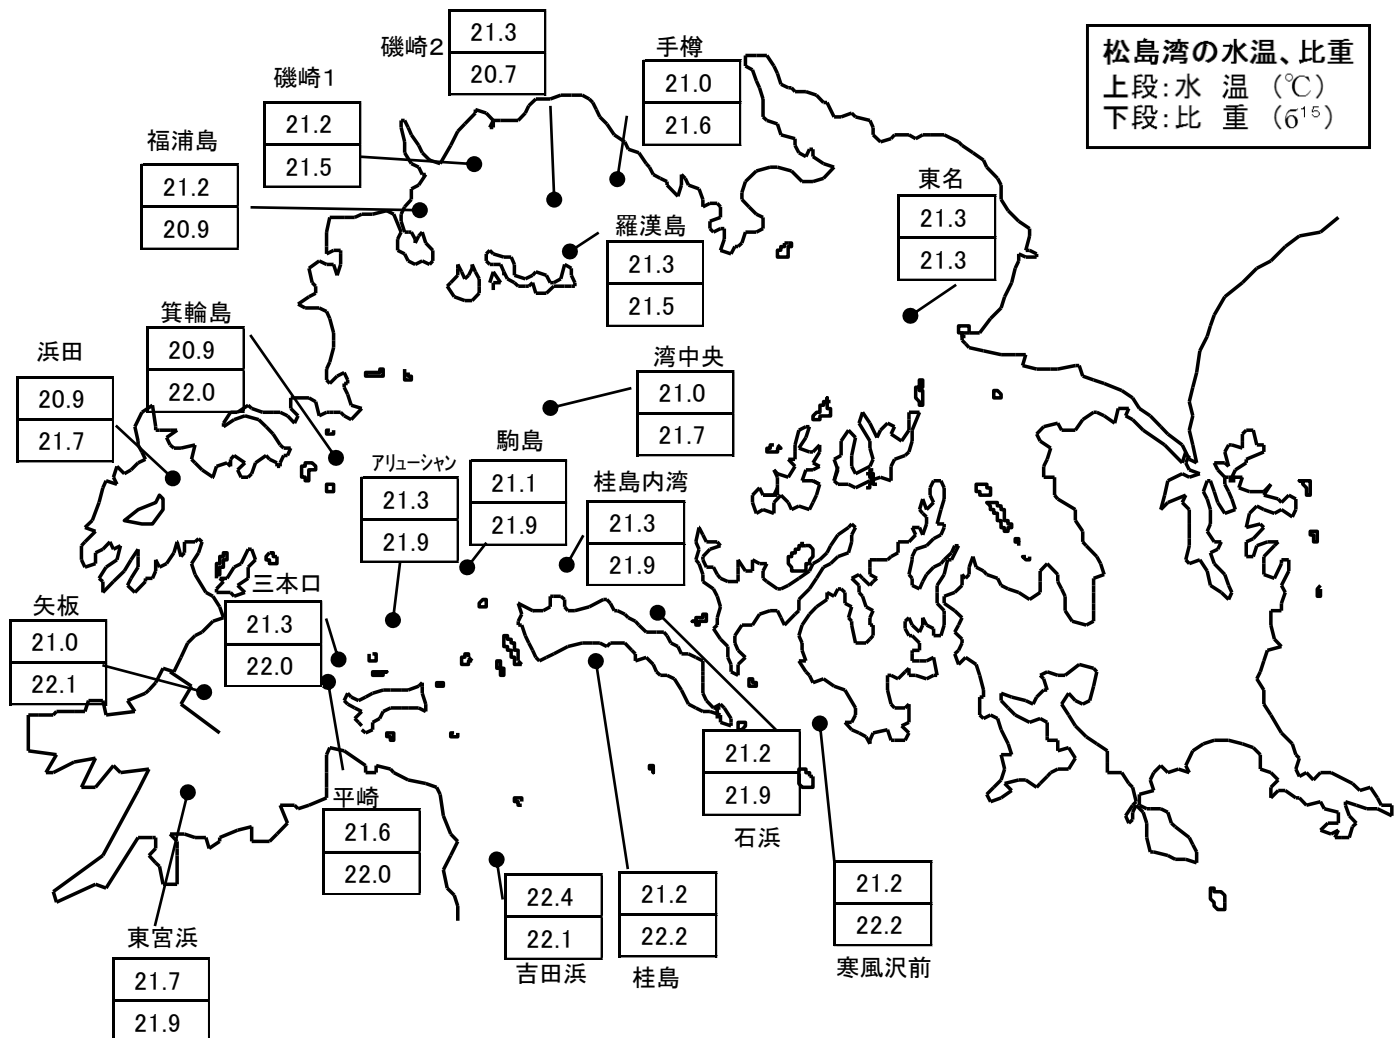 松島湾の水温、比重
上段:水 温 (℃)
下段:比 重 (б¹⁵)
磯崎2
21.3
20.7
手樽
21.0
21.6
磯崎1
21.2
21.5
福浦島
21.2
20.9
東名
21.3
21.3
羅漢島
21.3
21.5
箕輪島
20.9
22.0
浜田
20.9
21.7
湾中央
21.0
21.7
駒島
21.1
21.9
アリューシャン
21.3
21.9
桂島内湾
21.3
21.9
三本口
21.3
22.0
矢板
21.0
22.1
21.2
21.9
石浜
平崎
21.6
22.0
22.4
22.1
吉田浜
21.2
22.2
桂島
21.2
22.2
寒風沢前
東宮浜
21.7
21.9